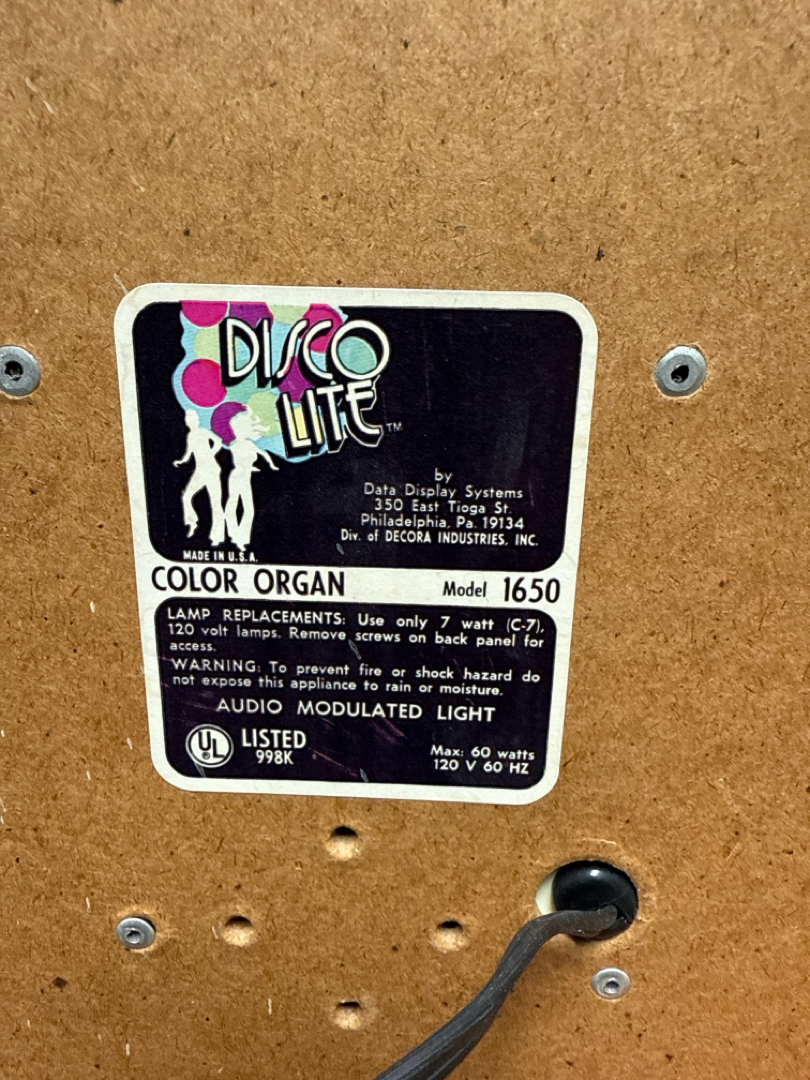 DISCO
LITE™
by
Data Display Systems
350 East Tioga St.
Philadelphia, Pa. 19134
Div. of DECORA INDUSTRIES, INC.
MADE IN U.S.A.
COLOR ORGAN Model 1650
LAMP REPLACEMENTS: Use only 7 watt (C-7),
120 volt lamps. Remove screws on back panel for
access.
WARNING: To prevent fire or shock hazard do
not expose this appliance to rain or moisture.
AUDIO MODULATED LIGHT
UL® LISTED
998K
Max: 60 watts
120 V 60 HZ